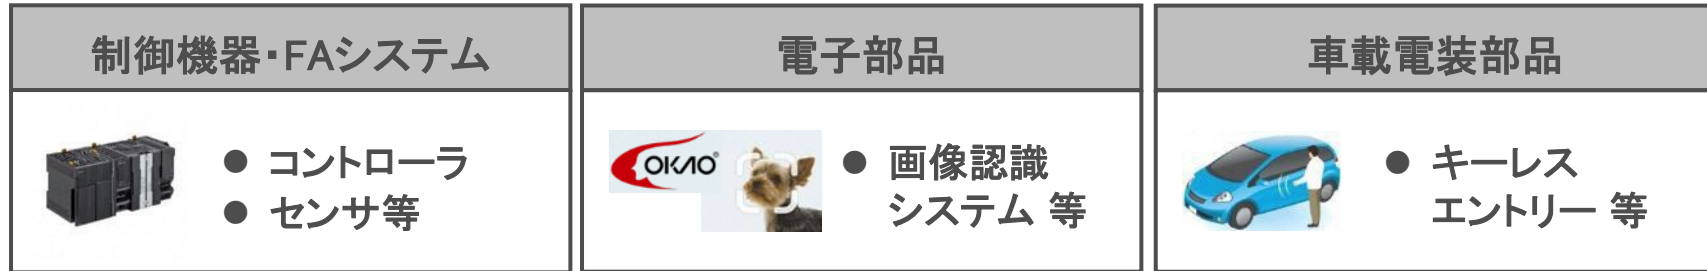 制御機器・FAシステム
● コントローラ
● センサ等
電子部品
OKAO®
● 画像認識
システム 等
車載電装部品
● キーレス
エントリー 等